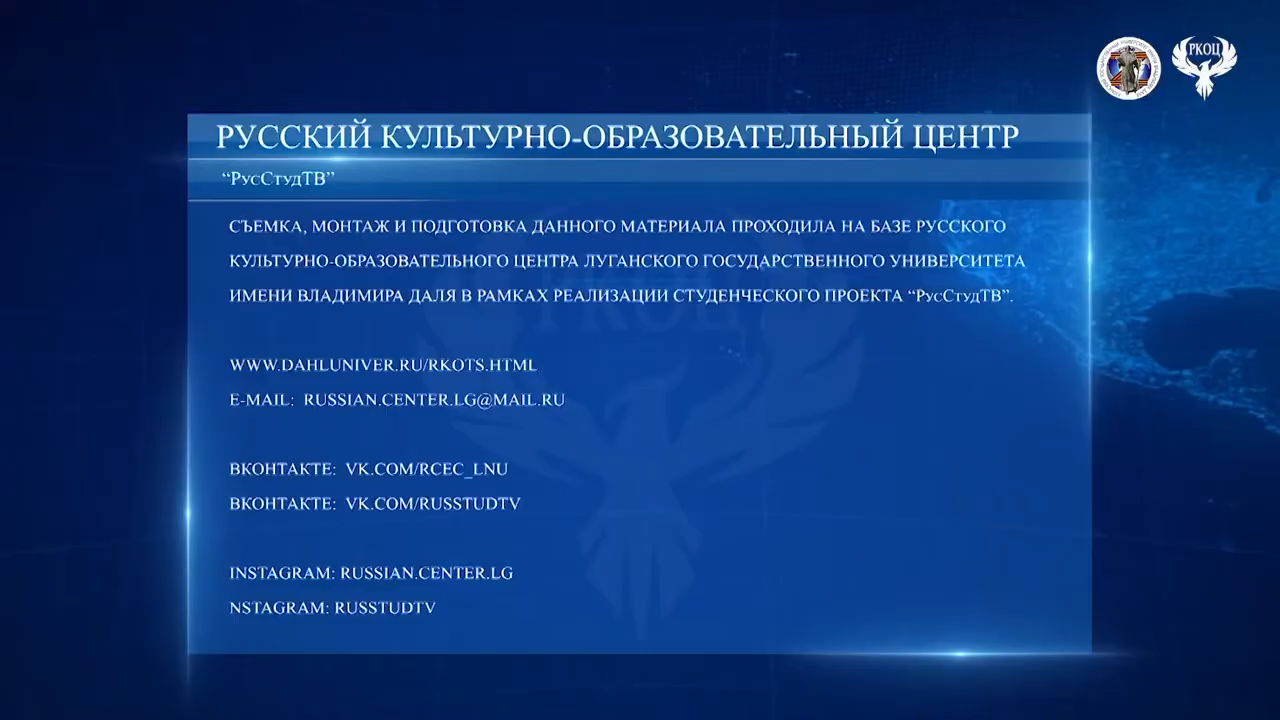 РКОЦ
РУССКИЙ КУЛЬТУРНО-ОБРАЗОВАТЕЛЬНЫЙ ЦЕНТР
“РусСтудТВ”
СЪЕМКА, МОНТАЖ И ПОДГОТОВКА ДАННОГО МАТЕРИАЛА ПРОХОДИЛА НА БАЗЕ РУССКОГО
КУЛЬТУРНО-ОБРАЗОВАТЕЛЬНОГО ЦЕНТРА ЛУГАНСКОГО ГОСУДАРСТВЕННОГО УНИВЕРСИТЕТА
ИМЕНИ ВЛАДИМИРА ДАЛЯ В РАМКАХ РЕАЛИЗАЦИИ СТУДЕНЧЕСКОГО ПРОЕКТА “РусСтудТВ”.
РКОЦ
WWW.DAHLUNIVER.RU/RKOTS.HTML
E-MAIL: RUSSIAN.CENTER.LG@MAIL.RU
ВКОНТАКТЕ: VK.COM/RCEC_LNU
ВКОНТАКТЕ: VK.COM/RUSSTUDTV
INSTAGRAM: RUSSIAN.CENTER.LG
NSTAGRAM: RUSSTUDTV